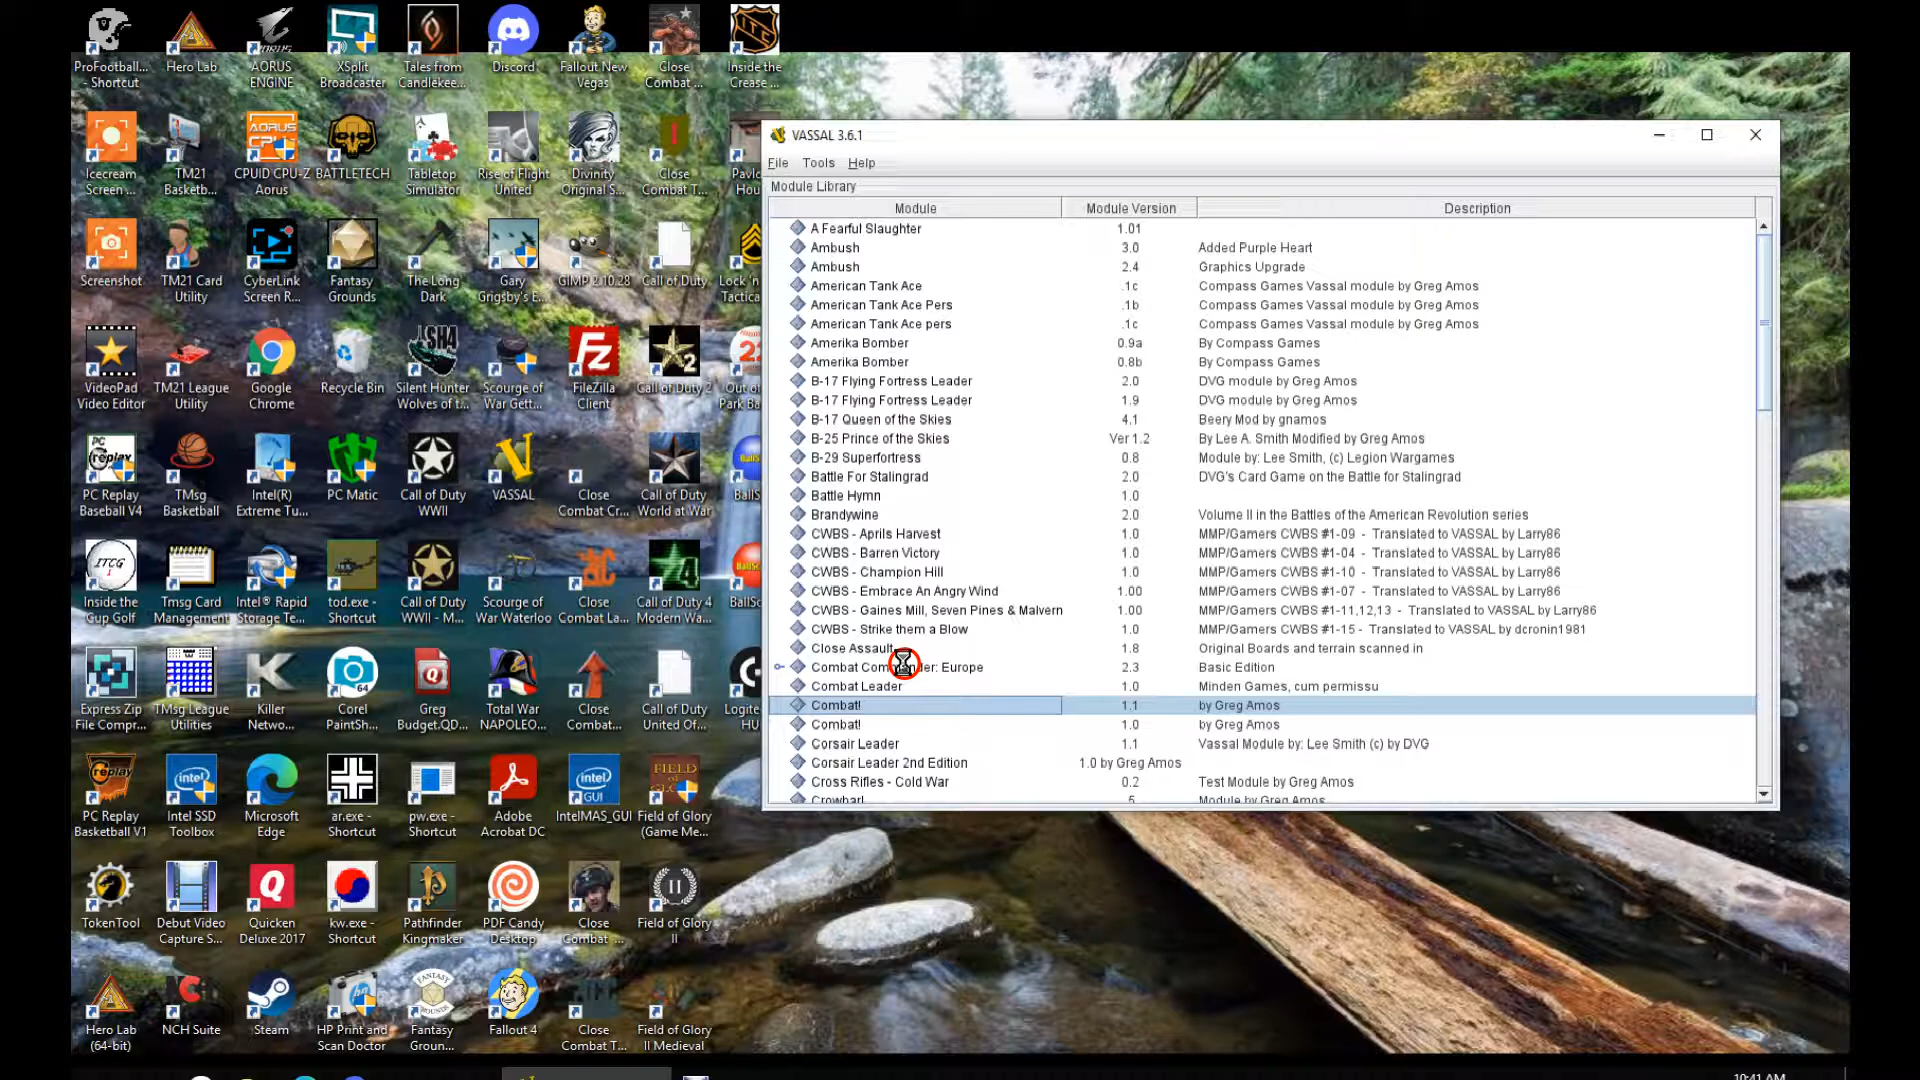 ProFootball... - Shortcut
Hero Lab
AORUS ENGINE
XSplit Broadcaster
Tales from Candlekee...
Discord
Fallout New Vegas
Close Combat ...
Inside the Crease ...
Icecream Screen ...
TM21 Basketb...
CPUID CPU-Z Aorus
BATTLETECH
Tabletop Simulator
Rise of Flight United
Divinity Original S...
Close Combat T...
Screenshot
TM21 Card Utility
CyberLink Screen R...
Fantasy Grounds
The Long Dark
Gary Grigsby's E...
GIMP 2.10.28
Call of Duty
Lock 'n Tactica
VideoPad Video Editor
TM21 League Utility
Google Chrome
Recycle Bin
Silent Hunter Wolves of t...
Scourge of War Gett...
FileZilla Client
Call of Duty 2
Out of Park Ba
PC Replay Baseball V4
TMsg Basketball
Intel(R) Extreme Tu...
PC Matic
Call of Duty WWII
VASSAL
Close Combat Cr...
Call of Duty World at War
BallS
Inside the Cup Golf
Tmsg Card Management
Intel® Rapid Storage Te...
tod.exe - Shortcut
Call of Duty WWII - M...
Scourge of War Waterloo
Close Combat La...
Call of Duty 4 Modern Wa...
BallSc
Express Zip File Compr...
TMsg League Utilities
Killer Netwo...
Corel PaintSh...
Greg Budget.QD...
Total War NAPOLEO...
Close Combat...
Call of Duty United Of...
Logite HU
PC Replay Basketball V1
Intel SSD Toolbox
Microsoft Edge
ar.exe - Shortcut
pw.exe - Shortcut
Adobe Acrobat DC
IntelMAS_GUI
Field of Glory (Game Me...
TokenTool
Debut Video Capture S...
Quicken Deluxe 2017
kw.exe - Shortcut
Pathfinder Kingmaker
PDF Candy Desktop
Close Combat ...
Field of Glory II
Hero Lab (64-bit)
NCH Suite
Steam
HP Print and Scan Doctor
Fantasy Groun...
Fallout 4
Close Combat T...
Field of Glory II Medieval
VASSAL 3.6.1
File Tools Help
Module Library
Module Module Version Description
A Fearful Slaughter 1.01
Ambush 3.0 Added Purple Heart
Ambush 2.4 Graphics Upgrade
American Tank Ace .1c Compass Games Vassal module by Greg Amos
American Tank Ace Pers .1b Compass Games Vassal module by Greg Amos
American Tank Ace pers .1c Compass Games Vassal module by Greg Amos
Amerika Bomber 0.9a By Compass Games
Amerika Bomber 0.8b By Compass Games
B-17 Flying Fortress Leader 2.0 DVG module by Greg Amos
B-17 Flying Fortress Leader 1.9 DVG module by Greg Amos
B-17 Queen of the Skies 4.1 Beery Mod by gnamos
B-25 Prince of the Skies Ver 1.2 By Lee A. Smith Modified by Greg Amos
B-29 Superfortress 0.8 Module by: Lee Smith, (c) Legion Wargames
Battle For Stalingrad 2.0 DVG's Card Game on the Battle for Stalingrad
Battle Hymn 1.0
Brandywine 2.0 Volume II in the Battles of the American Revolution series
CWBS - Aprils Harvest 1.0 MMP/Gamers CWBS #1-09 - Translated to VASSAL by Larry86
CWBS - Barren Victory 1.0 MMP/Gamers CWBS #1-04 - Translated to VASSAL by Larry86
CWBS - Champion Hill 1.0 MMP/Gamers CWBS #1-10 - Translated to VASSAL by Larry86
CWBS - Embrace An Angry Wind 1.00 MMP/Gamers CWBS #1-07 - Translated to VASSAL by Larry86
CWBS - Gaines Mill, Seven Pines & Malvern 1.00 MMP/Gamers CWBS #1-11,12,13 - Translated to VASSAL by Larry86
CWBS - Strike them a Blow 1.0 MMP/Gamers CWBS #1-15 - Translated to VASSAL by dcronin1981
Close Assault 1.8 Original Boards and terrain scanned in
Combat Commander: Europe 2.3 Basic Edition
Combat Leader 1.0 Minden Games, cum permissu
Combat! 1.1 by Greg Amos
Combat! 1.0 by Greg Amos
Corsair Leader 1.1 Vassal Module by: Lee Smith (c) by DVG
Corsair Leader 2nd Edition 1.0 by Greg Amos
Cross Rifles - Cold War 0.2 Test Module by Greg Amos
Crowbar! 5 Module by Greg Amos
10:41 AM